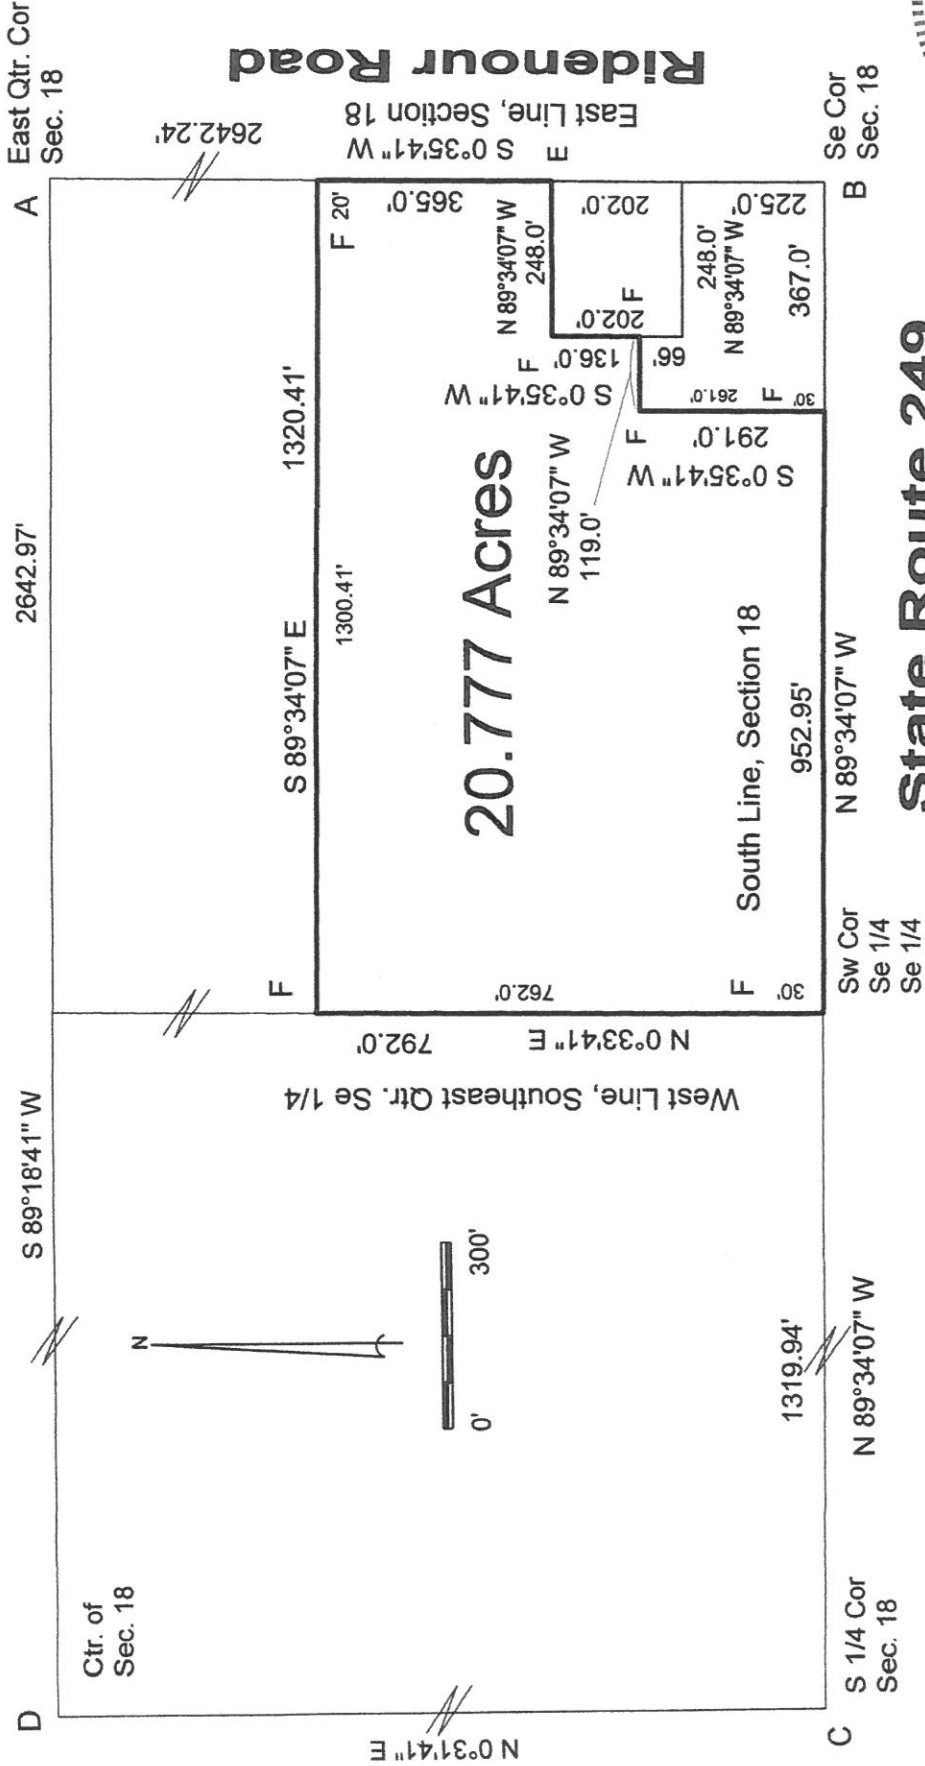 A
East Qtr. Cor
Sec. 18
2642.97'
S 89°18'41" W
Ctr. of
Sec. 18
D
N
0'
300'
N 0°31'41" E
2642.24'
Ridenour Road
East Line, Section 18
S 0°35'41" W
E
F
S 89°34'07" E
1320.41'
1300.41'
F 20'
365.0'
N 89°34'07" W
248.0'
202.0'
202.0'
F
F
136.0'
66'
S 0°35'41" W
248.0'
N 89°34'07" W
225.0'
367.0'
N 89°34'07" W
119.0'
F
261.0'
F
30'
291.0'
S 0°35'41" W
20.777 Acres
762.0'
F
30'
792.0'
N 0°33'41" E
West Line, Southeast Qtr. Se 1/4
South Line, Section 18
952.95'
N 89°34'07" W
1319.94'
N 89°34'07" W
C
S 1/4 Cor
Sec. 18
Sw Cor
Se 1/4
Se 1/4
B
Se Cor
Sec. 18
State Route 249